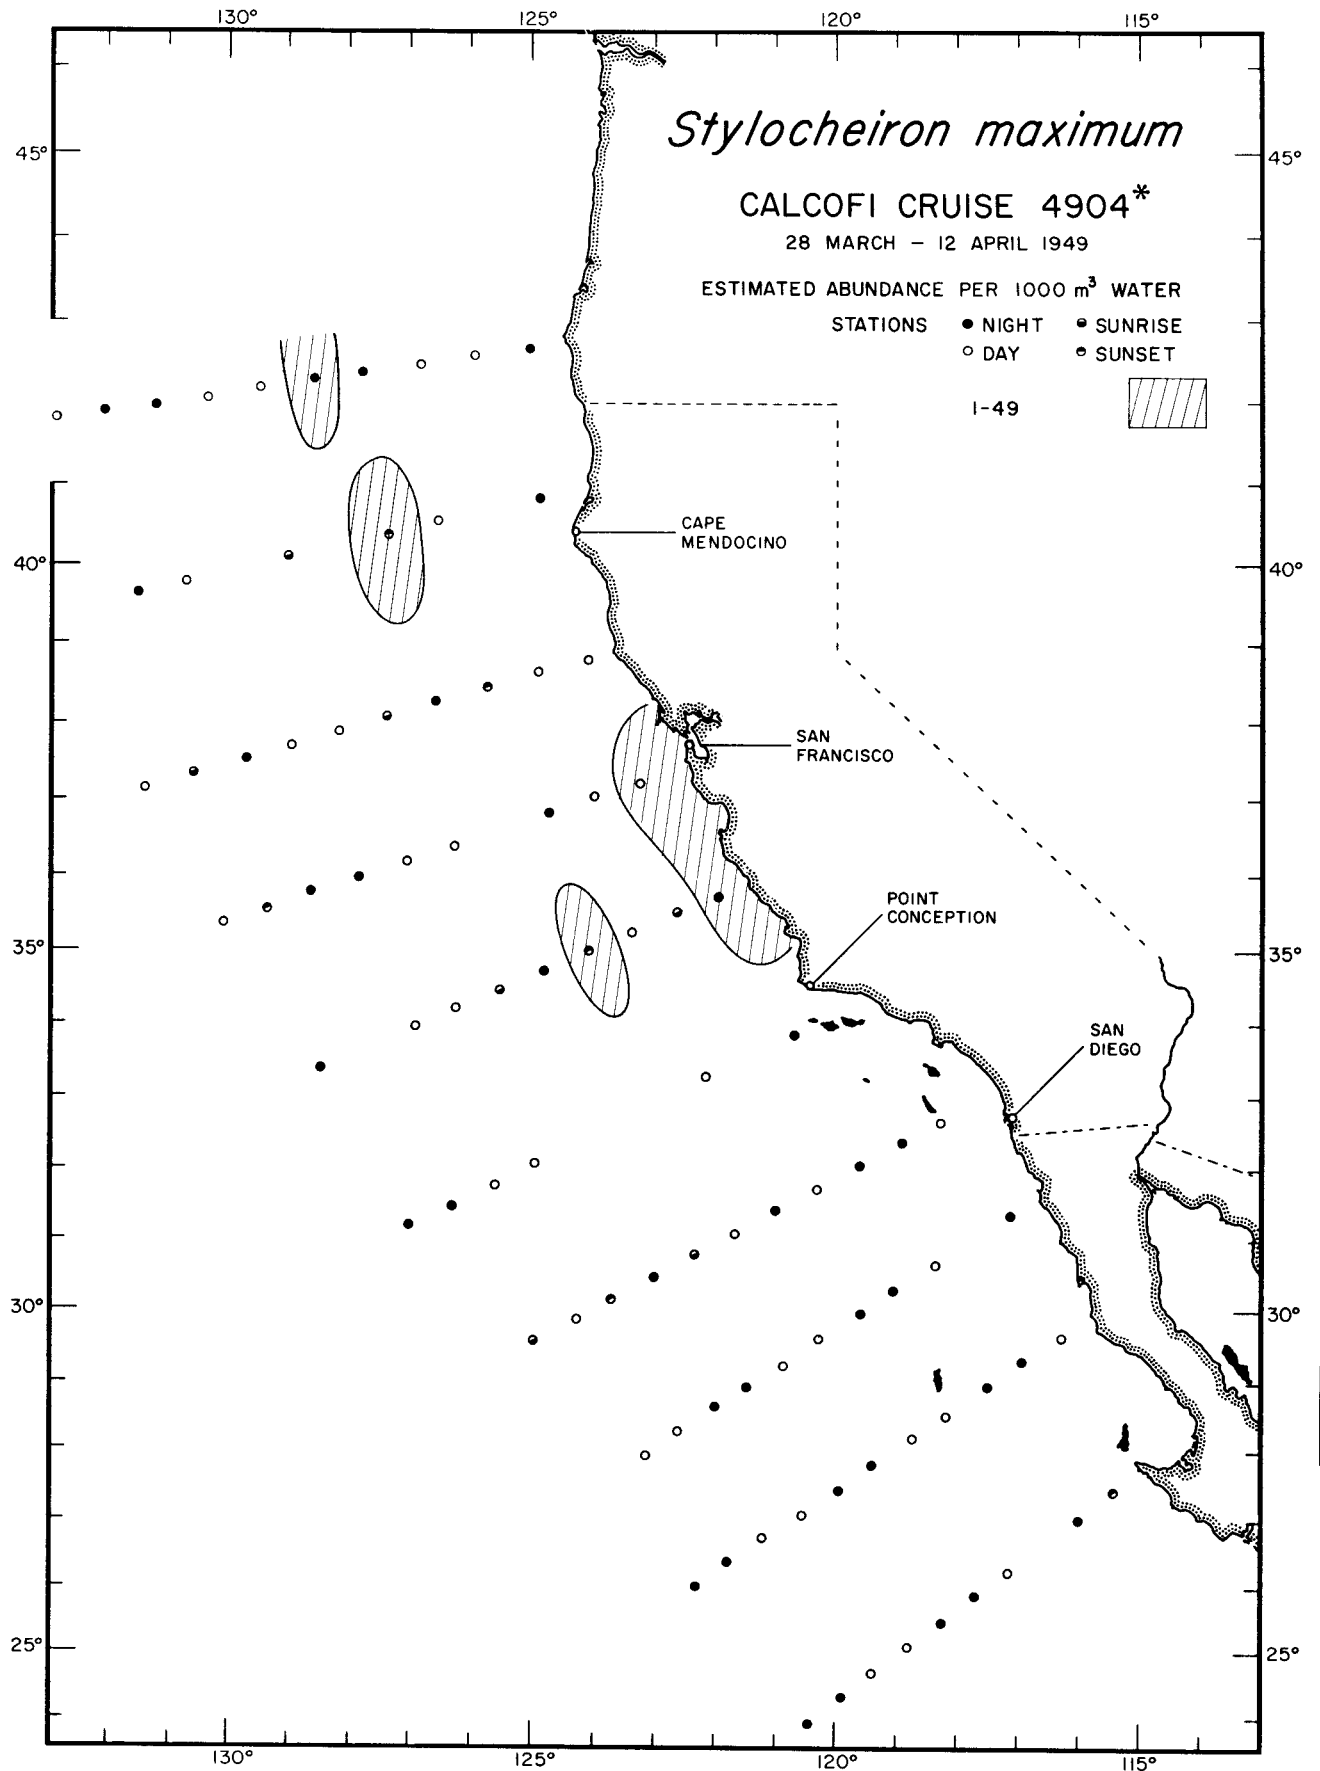 130° 125° 120° 115°
Stylocheiron maximum
45° 45°
CALCOFI CRUISE 4904*
28 MARCH – 12 APRIL 1949
ESTIMATED ABUNDANCE PER 1000 m³ WATER
STATIONS ● NIGHT SUNRISE
○ DAY SUNSET
1-49
CAPE
MENDOCINO
40° 40°
SAN
FRANCISCO
POINT
CONCEPTION
35° 35°
SAN
DIEGO
30° 30°
25° 25°
130° 125° 120° 115°